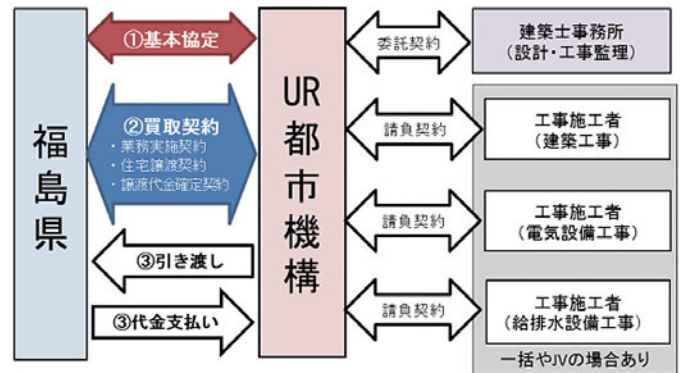 福島県
①基本協定
②買取契約
・業務実施契約
・住宅譲渡契約
・譲渡代金確定契約
③引き渡し
③代金支払い
UR都市機構
委託契約
建築士事務所
(設計・工事監理)
請負契約
工事施工者
(建築工事)
請負契約
工事施工者
(電気設備工事)
請負契約
工事施工者
(給排水設備工事)
一括やJVの場合あり